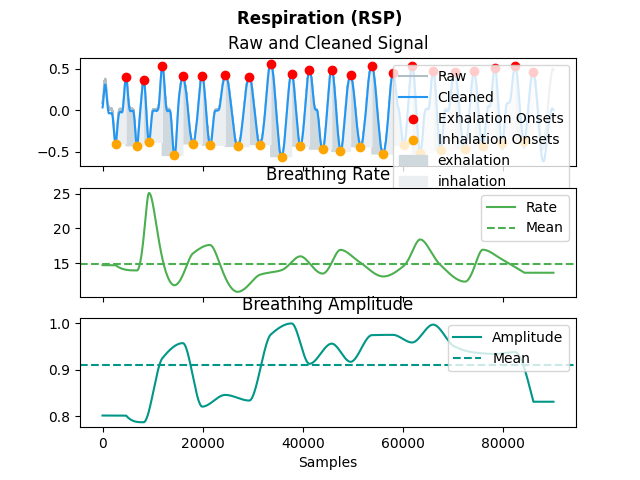 Respiration (RSP)
Raw and Cleaned Signal
0.5
0.0
−0.5
Raw
Cleaned
Exhalation Onsets
Inhalation Onsets
exhalation
inhalation
Breathing Rate
25
20
15
Rate
Mean
Breathing Amplitude
1.0
0.9
0.8
Amplitude
Mean
0
20000
40000
60000
80000
Samples